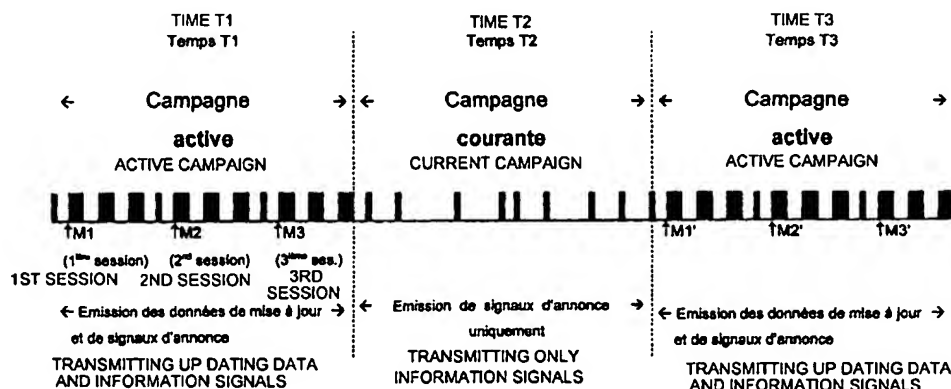 TIME T1 TIME T2 TIME T3
Temps T1 Temps T2 Temps T3
← Campagne → ← Campagne → ← Campagne →
active courante active
ACTIVE CAMPAIGN CURRENT CAMPAIGN ACTIVE CAMPAIGN
↑M1 ↑M2 ↑M3 ↑M1' ↑M2' ↑M3'
(1ière session) (2nd session) (3ième ses.)
1ST SESSION 2ND SESSION 3RD
SESSION
← Emission des données de mise à jour → ← Emission de signaux d'annonce → ← Emission des données de mise à jour →
et de signaux d'annonce uniquement et de signaux d'annonce
TRANSMITTING UP DATING DATA TRANSMITTING ONLY TRANSMITTING UP DATING DATA
AND INFORMATION SIGNALS INFORMATION SIGNALS AND INFORMATION SIGNALS